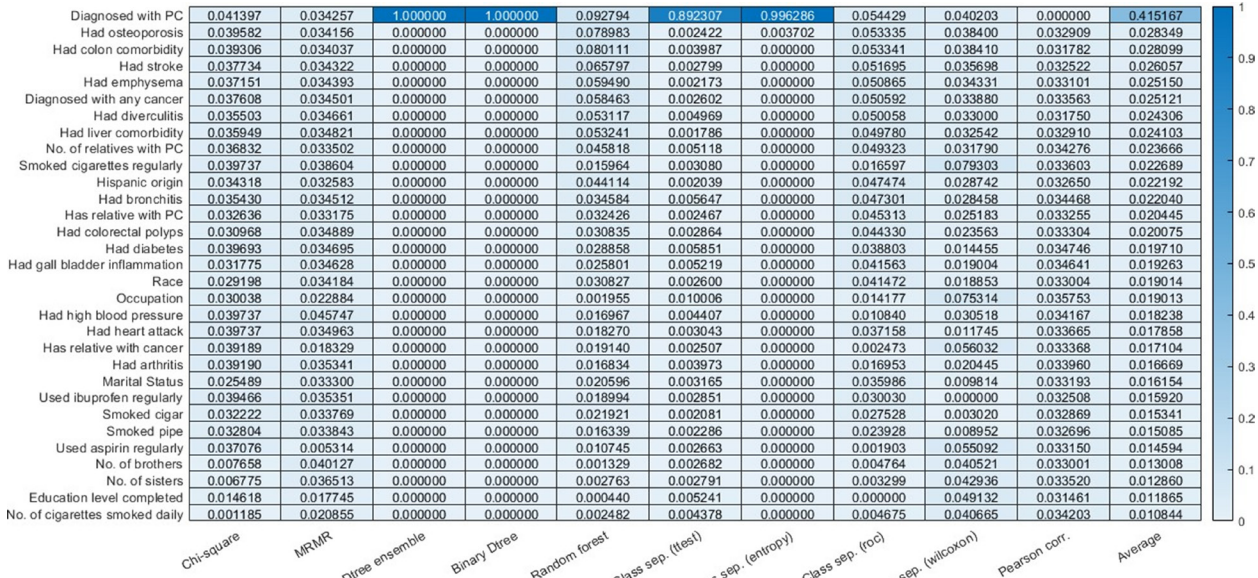 Diagnosed with PC 0.041397 0.034257 1.000000 1.000000 0.092794 0.892307 0.996286 0.054429 0.040203 0.000000 0.415167
Had osteoporosis 0.039582 0.034156 0.000000 0.000000 0.078983 0.002422 0.003702 0.053335 0.038400 0.032909 0.028349
Had colon comorbidity 0.039306 0.034037 0.000000 0.000000 0.080111 0.003987 0.000000 0.053341 0.038410 0.031782 0.028099
Had stroke 0.037734 0.034322 0.000000 0.000000 0.065797 0.002799 0.000000 0.051695 0.035698 0.032522 0.026057
Had emphysema 0.037151 0.034393 0.000000 0.000000 0.059490 0.002173 0.000000 0.050865 0.034331 0.033101 0.025150
Diagnosed with any cancer 0.037608 0.034501 0.000000 0.000000 0.058463 0.002602 0.000000 0.050592 0.033880 0.033563 0.025121
Had diverculitis 0.035503 0.034661 0.000000 0.000000 0.053117 0.004969 0.000000 0.050058 0.033000 0.031750 0.024306
Had liver comorbidity 0.035949 0.034821 0.000000 0.000000 0.053241 0.001786 0.000000 0.049780 0.032542 0.032910 0.024103
No. of relatives with PC 0.036832 0.033502 0.000000 0.000000 0.045818 0.005118 0.000000 0.049323 0.031790 0.034276 0.023666
Smoked cigarettes regularly 0.039737 0.038604 0.000000 0.000000 0.015964 0.003080 0.000000 0.016597 0.079303 0.033603 0.022689
Hispanic origin 0.034318 0.032583 0.000000 0.000000 0.044114 0.002039 0.000000 0.047474 0.028742 0.032650 0.022192
Had bronchitis 0.035430 0.034512 0.000000 0.000000 0.034584 0.005647 0.000000 0.047301 0.028458 0.034468 0.022040
Has relative with PC 0.032636 0.033175 0.000000 0.000000 0.032426 0.002467 0.000000 0.045313 0.025183 0.033255 0.020445
Had colorectal polyps 0.030968 0.034889 0.000000 0.000000 0.030835 0.002864 0.000000 0.044330 0.023563 0.033304 0.020075
Had diabetes 0.039693 0.034695 0.000000 0.000000 0.028858 0.005851 0.000000 0.038803 0.014455 0.034746 0.019710
Had gall bladder inflammation 0.031775 0.034628 0.000000 0.000000 0.025801 0.005219 0.000000 0.041563 0.019004 0.034641 0.019263
Race 0.029198 0.034184 0.000000 0.000000 0.030827 0.002600 0.000000 0.041472 0.018853 0.033004 0.019014
Occupation 0.030038 0.022884 0.000000 0.000000 0.001955 0.010006 0.000000 0.014177 0.075314 0.035753 0.019013
Had high blood pressure 0.039737 0.045747 0.000000 0.000000 0.016967 0.004407 0.000000 0.010840 0.030518 0.034167 0.018238
Had heart attack 0.039737 0.034963 0.000000 0.000000 0.018270 0.003043 0.000000 0.037158 0.011745 0.033665 0.017858
Has relative with cancer 0.039189 0.018329 0.000000 0.000000 0.019140 0.002507 0.000000 0.002473 0.056032 0.033368 0.017104
Had arthritis 0.039190 0.035341 0.000000 0.000000 0.016834 0.003973 0.000000 0.016953 0.020445 0.033960 0.016669
Marital Status 0.025489 0.033300 0.000000 0.000000 0.020596 0.003165 0.000000 0.035986 0.009814 0.033193 0.016154
Used ibuprofen regularly 0.039466 0.035351 0.000000 0.000000 0.018994 0.002851 0.000000 0.030030 0.000000 0.032508 0.015920
Smoked cigar 0.032222 0.033769 0.000000 0.000000 0.021921 0.002081 0.000000 0.027528 0.003020 0.032869 0.015341
Smoked pipe 0.032804 0.033843 0.000000 0.000000 0.016339 0.002286 0.000000 0.023928 0.008952 0.032696 0.015085
Used aspirin regularly 0.037076 0.005314 0.000000 0.000000 0.010745 0.002663 0.000000 0.001903 0.055092 0.033150 0.014594
No. of brothers 0.007658 0.040127 0.000000 0.000000 0.001329 0.002682 0.000000 0.004764 0.040521 0.033001 0.013008
No. of sisters 0.006775 0.036513 0.000000 0.000000 0.002763 0.002791 0.000000 0.003299 0.042936 0.033520 0.012860
Education level completed 0.014618 0.017745 0.000000 0.000000 0.000440 0.005241 0.000000 0.000000 0.049132 0.031461 0.011865
No. of cigarettes smoked daily 0.001185 0.020855 0.000000 0.000000 0.002482 0.004378 0.000000 0.004675 0.040665 0.034203 0.010844
Chi-square MRMR Dtree ensemble Binary Dtree Random forest Class sep. (ttest) sep. (entropy) Class sep. (roc) sep. (wilcoxon) Pearson corr. Average
1
0.9
0.8
0.7
0.6
0.5
0.4
0.3
0.2
0.1
0